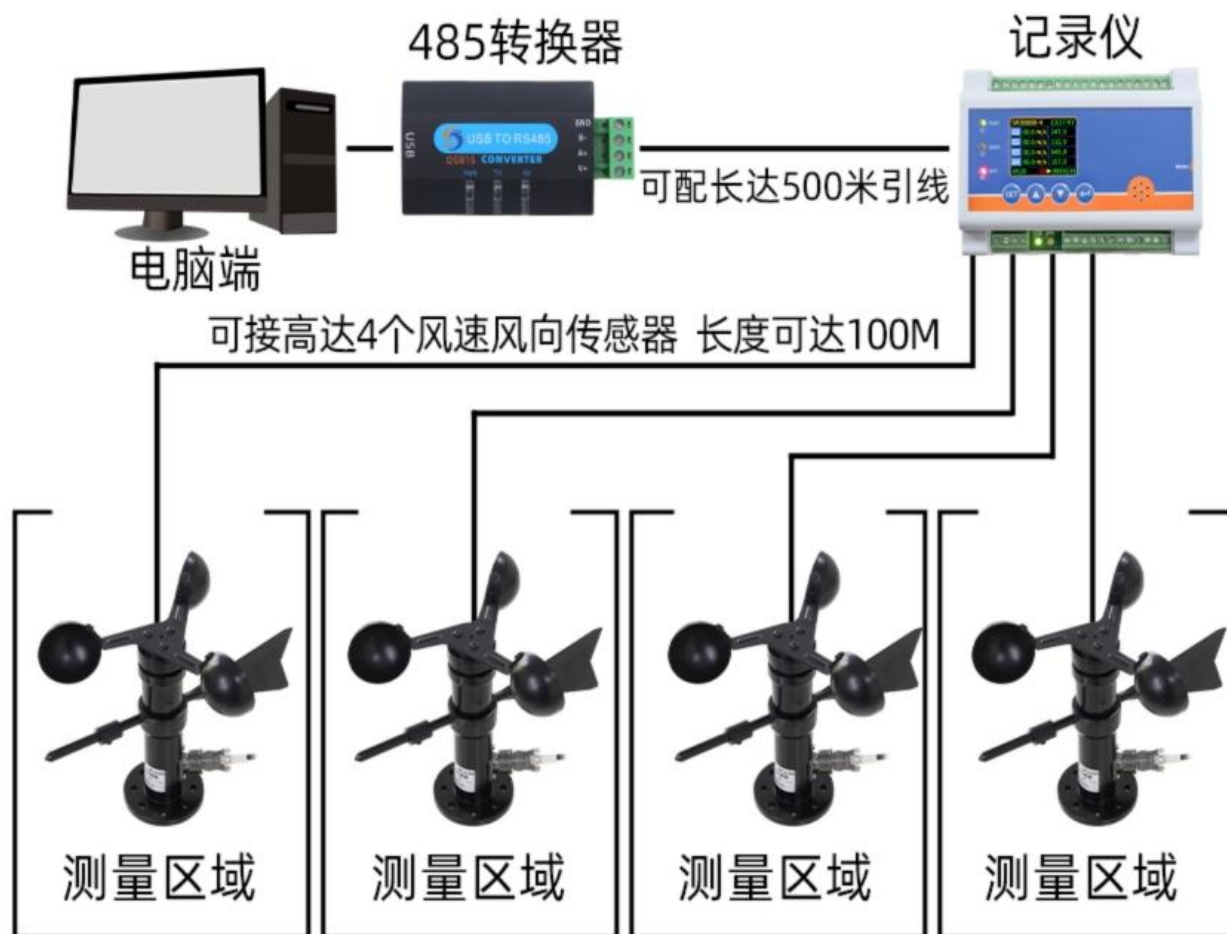 485转换器
记录仪
USB
USB TO RS485
CONVERTER
GND
B-
A+
V+
SET
可配长达500米引线
电脑端
可接高达4个风速风向传感器 长度可达100M
测量区域
测量区域
测量区域
测量区域